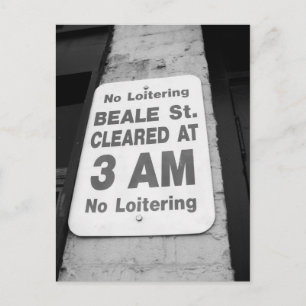 No Loitering
BEALE St.
CLEARED AT
3 AM
No Loitering